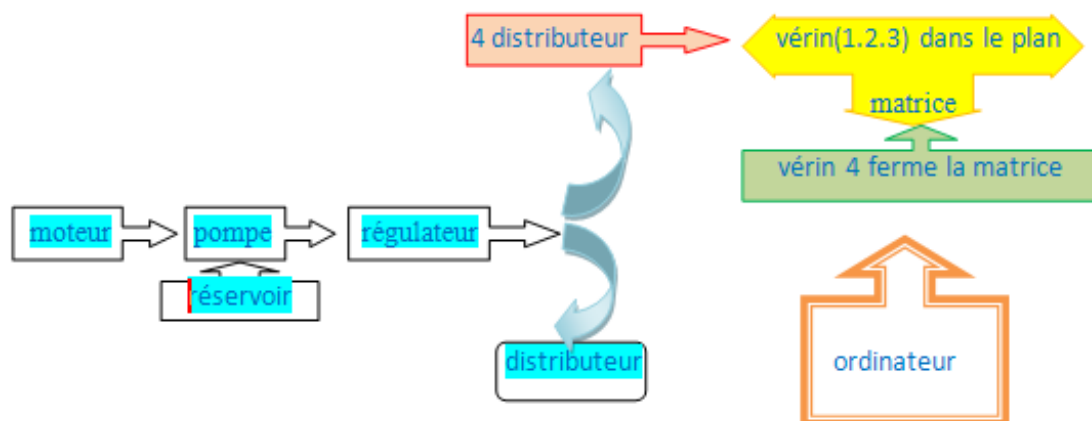 4 distributeur
vérin(1.2.3) dans le plan
matrice
vérin 4 ferme la matrice
moteur
pompe
régulateur
réservoir
distributeur
ordinateur